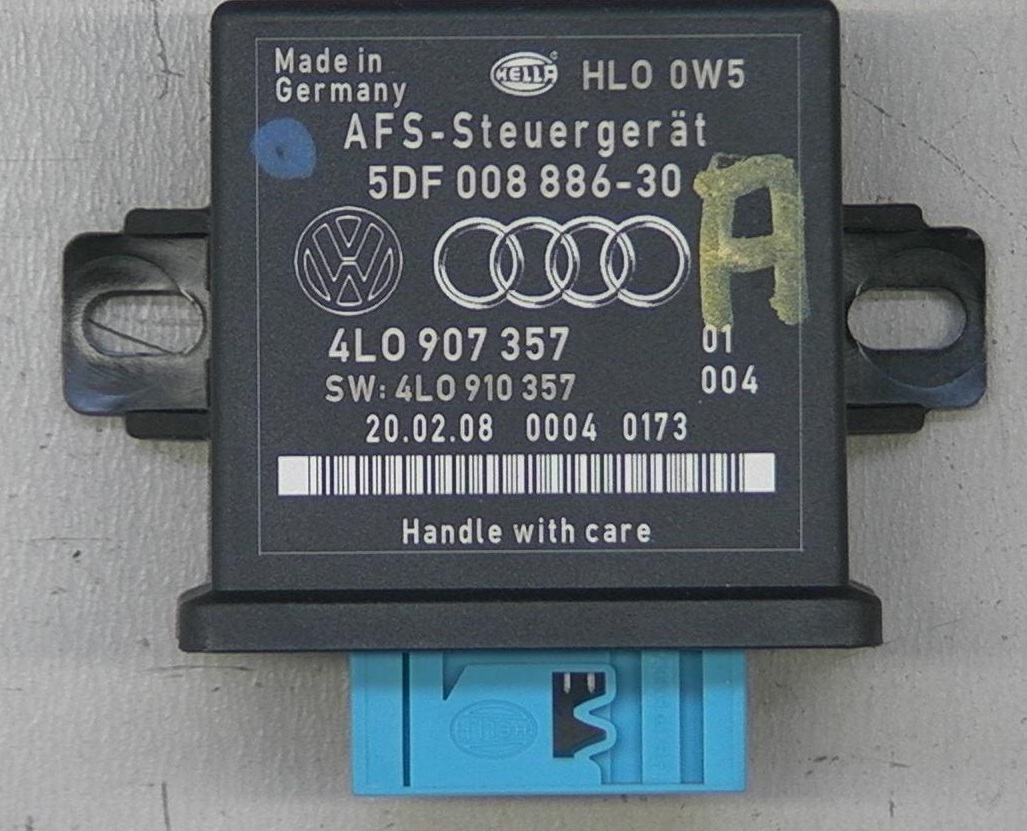 Made in
Germany
HELLA HLO 0W5
AFS-Steuergerät
5DF 008 886-30
A
4L0 907 357 01
SW: 4L0 910 357 004
20.02.08 0004 0173
Handle with care
HELLA